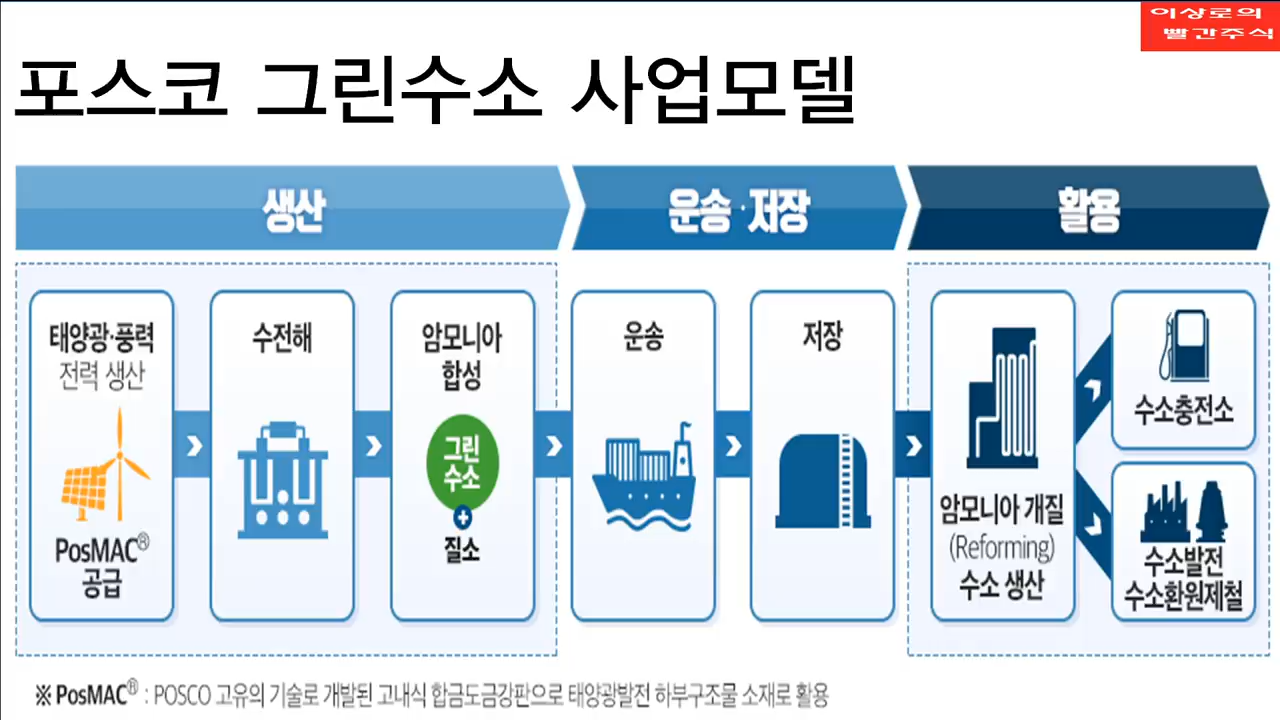 이상로의
빨간주식
포스코 그린수소 사업모델
생산
운송·저장
활용
태양광·풍력
전력 생산
PosMAC®
공급
수전해
암모니아
합성
그린
수소
질소
운송
저장
암모니아 개질
(Reforming)
수소 생산
수소충전소
수소발전
수소환원제철
※ PosMAC® : POSCO 고유의 기술로 개발된 고내식 합금도금강판으로 태양광발전 하부구조물 소재로 활용